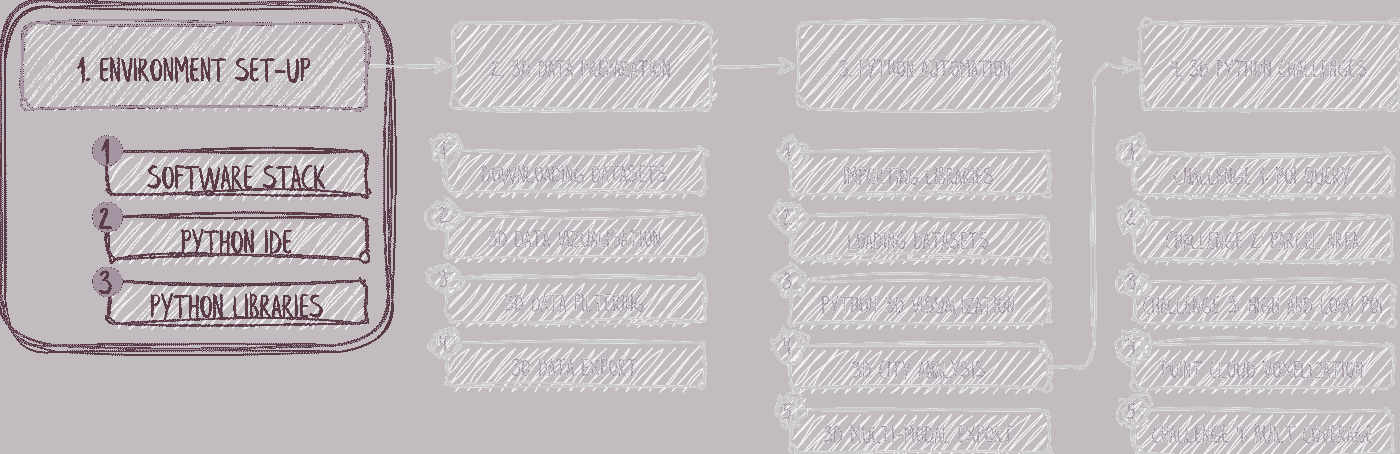 1. ENVIRONMENT SET-UP
1
SOFTWARE STACK
2
PYTHON IDE
3
PYTHON LIBRARIES
2. 3D DATA PREPARATION
1
DOWNLOADING DATASETS
2
3D DATA VIZUALISATION
3
3D DATA FILTERING
4
3D DATA EXPORT
3. PYTHON AUTOMATION
1
IMPORTING LIBRARIES
2
LOADING DATASETS
3
PYTHON 3D VISUALIZATION
4
3D CITY ANALYSIS
5
3D MULTI-MODAL EXPORT
4. 3D PYTHON CHALLENGES
1
CHALLENGE 1: POI QUERY
2
CHALLENGE 2: PARCEL AREA
3
CHALLENGE 3: HIGH AND LOW POI
4
POINT CLOUD VOXELIZATION
5
CHALLENGE 4: BUILT COVERAGE